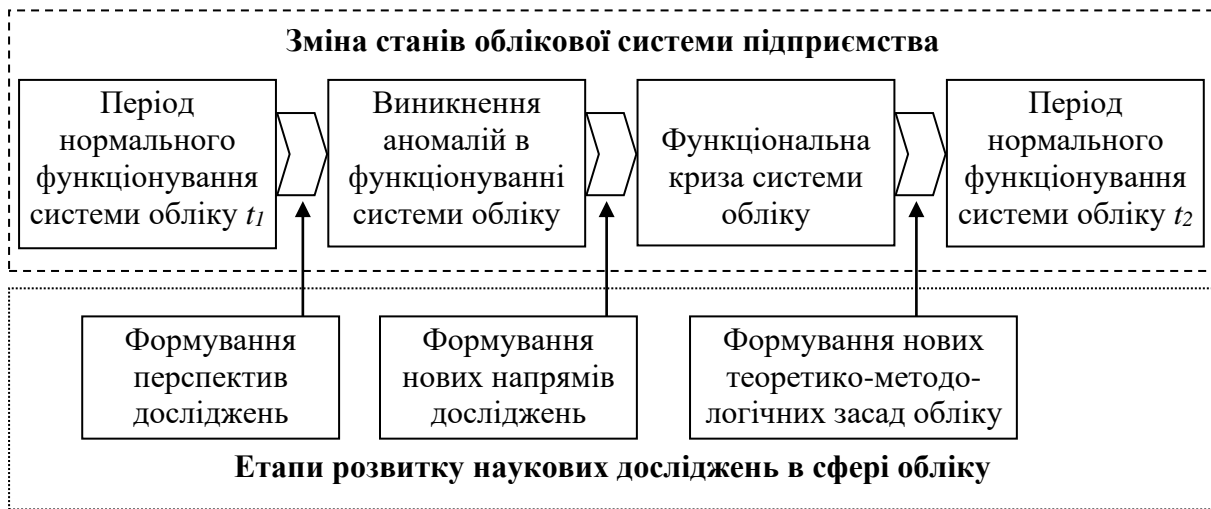 Зміна станів облікової системи підприємства
Період
нормального
функціонування
системи обліку t1
Виникнення
аномалій в
функціонуванні
системи обліку
Функціональна
криза системи
обліку
Період
нормального
функціонування
системи обліку t2
Формування
перспектив
досліджень
Формування
нових напрямів
досліджень
Формування нових
теоретико-методо-
логічних засад обліку
Етапи розвитку наукових досліджень в сфері обліку